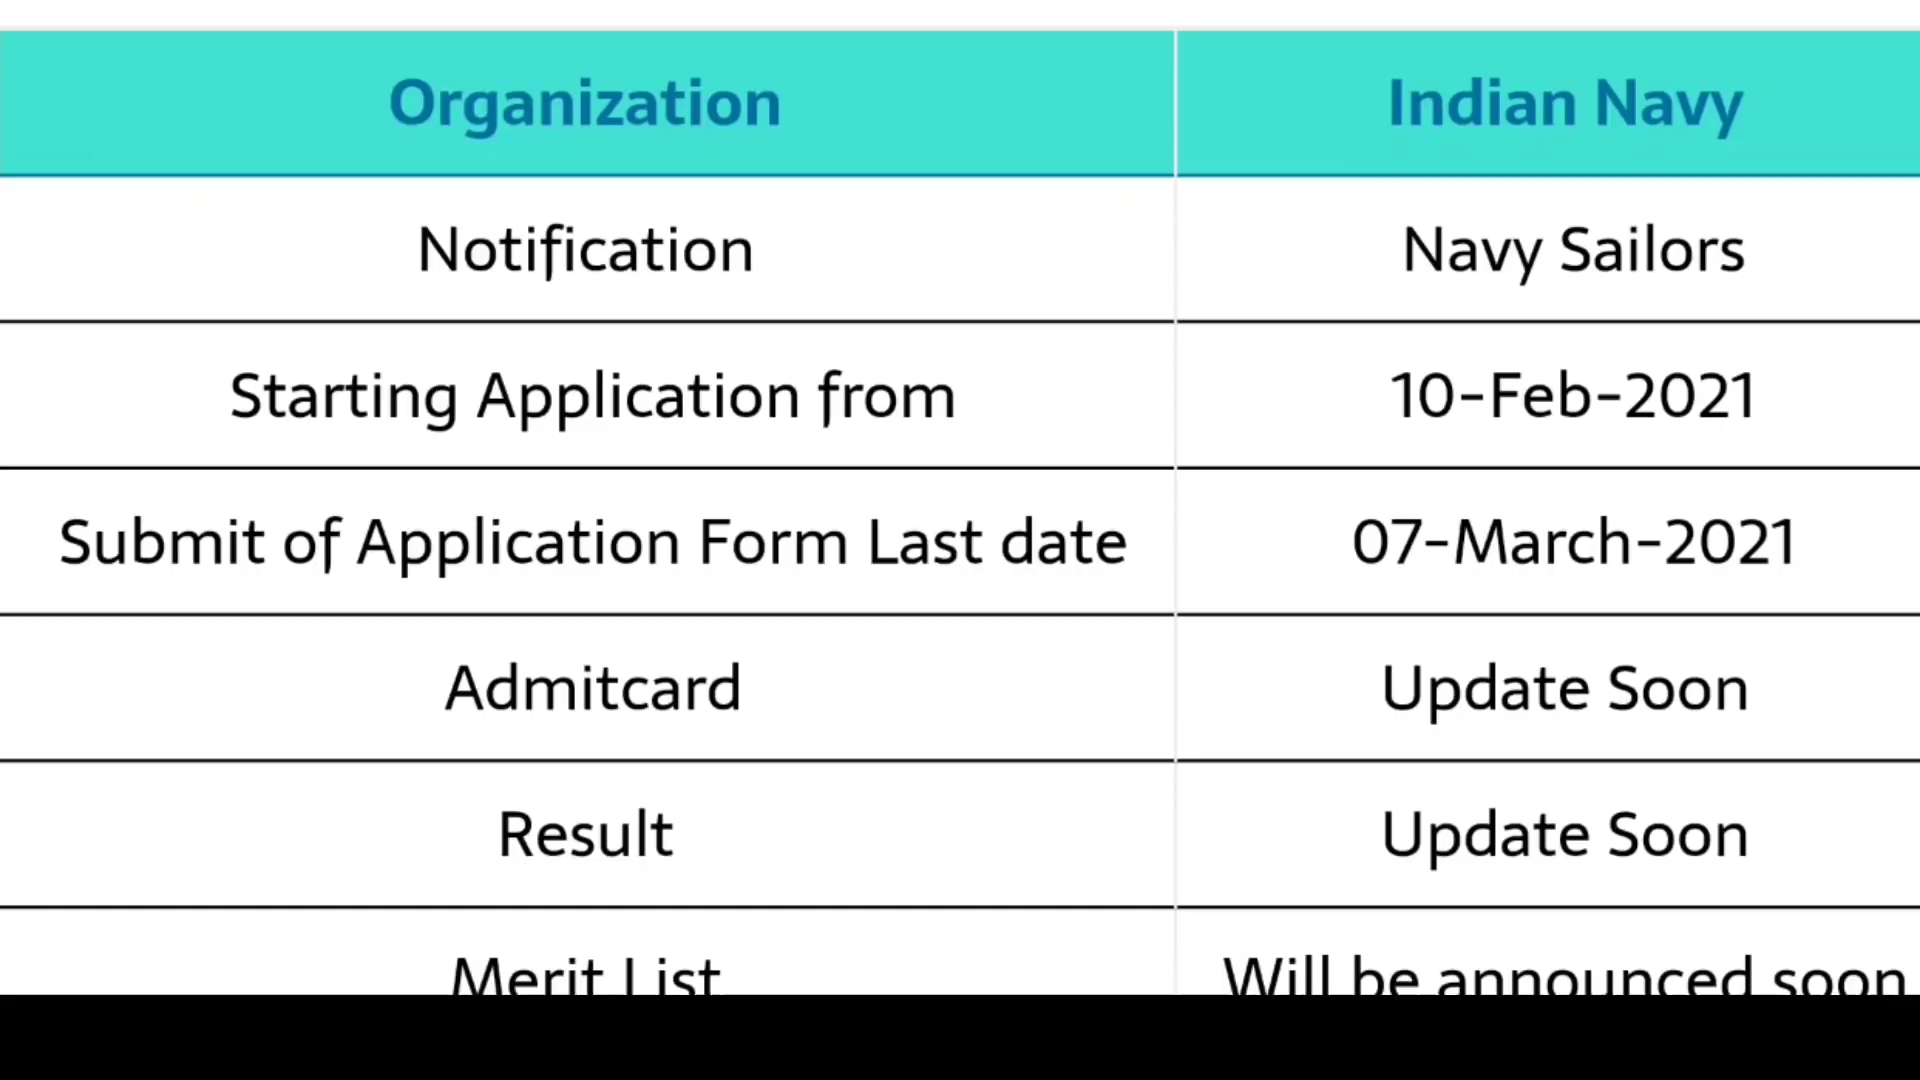 Organization Indian Navy
Notification Navy Sailors
Starting Application from 10-Feb-2021
Submit of Application Form Last date 07-March-2021
Admitcard Update Soon
Result Update Soon
Merit List Will be announced soon